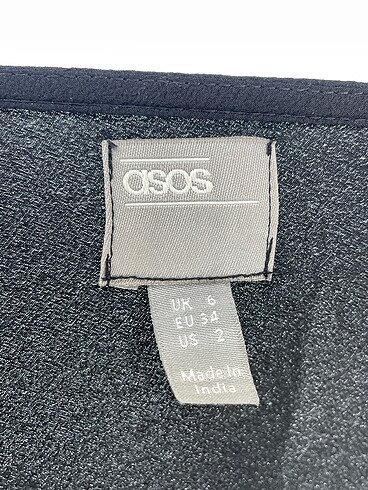 asos
UK 6
EU 34
US 2
Made In
India